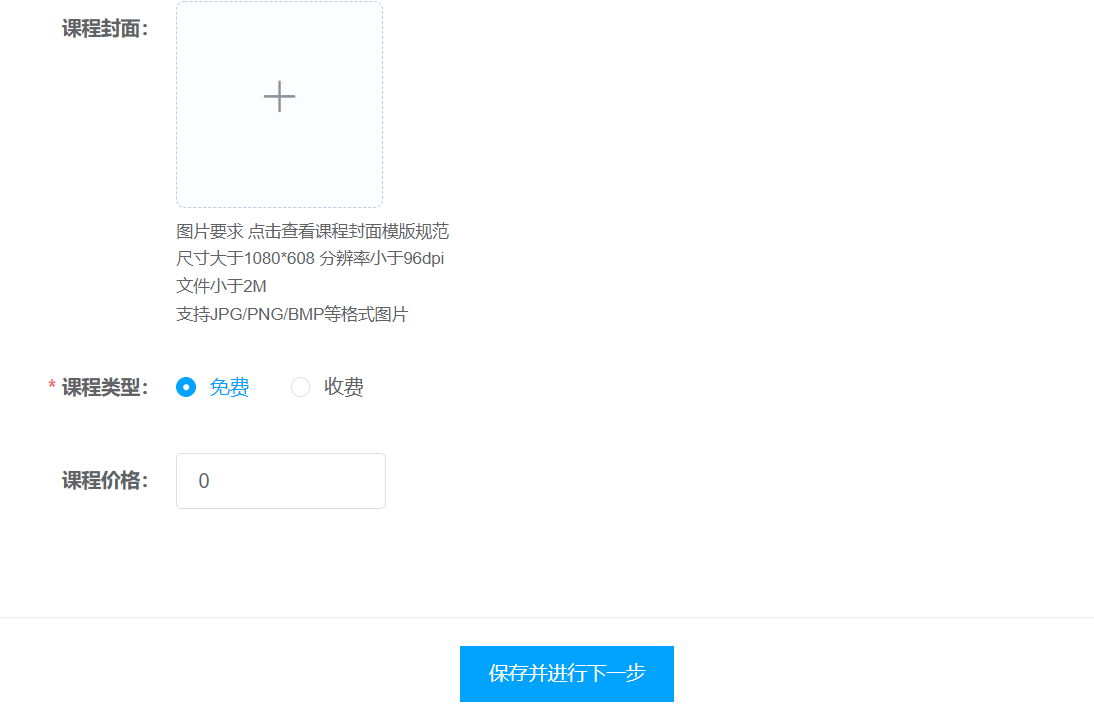 课程封面：
图片要求 点击查看课程封面模版规范
尺寸大于1080*608 分辨率小于96dpi
文件小于2M
支持JPG/PNG/BMP等格式图片
* 课程类型： 免费 收费
课程价格： 0
保存并进行下一步